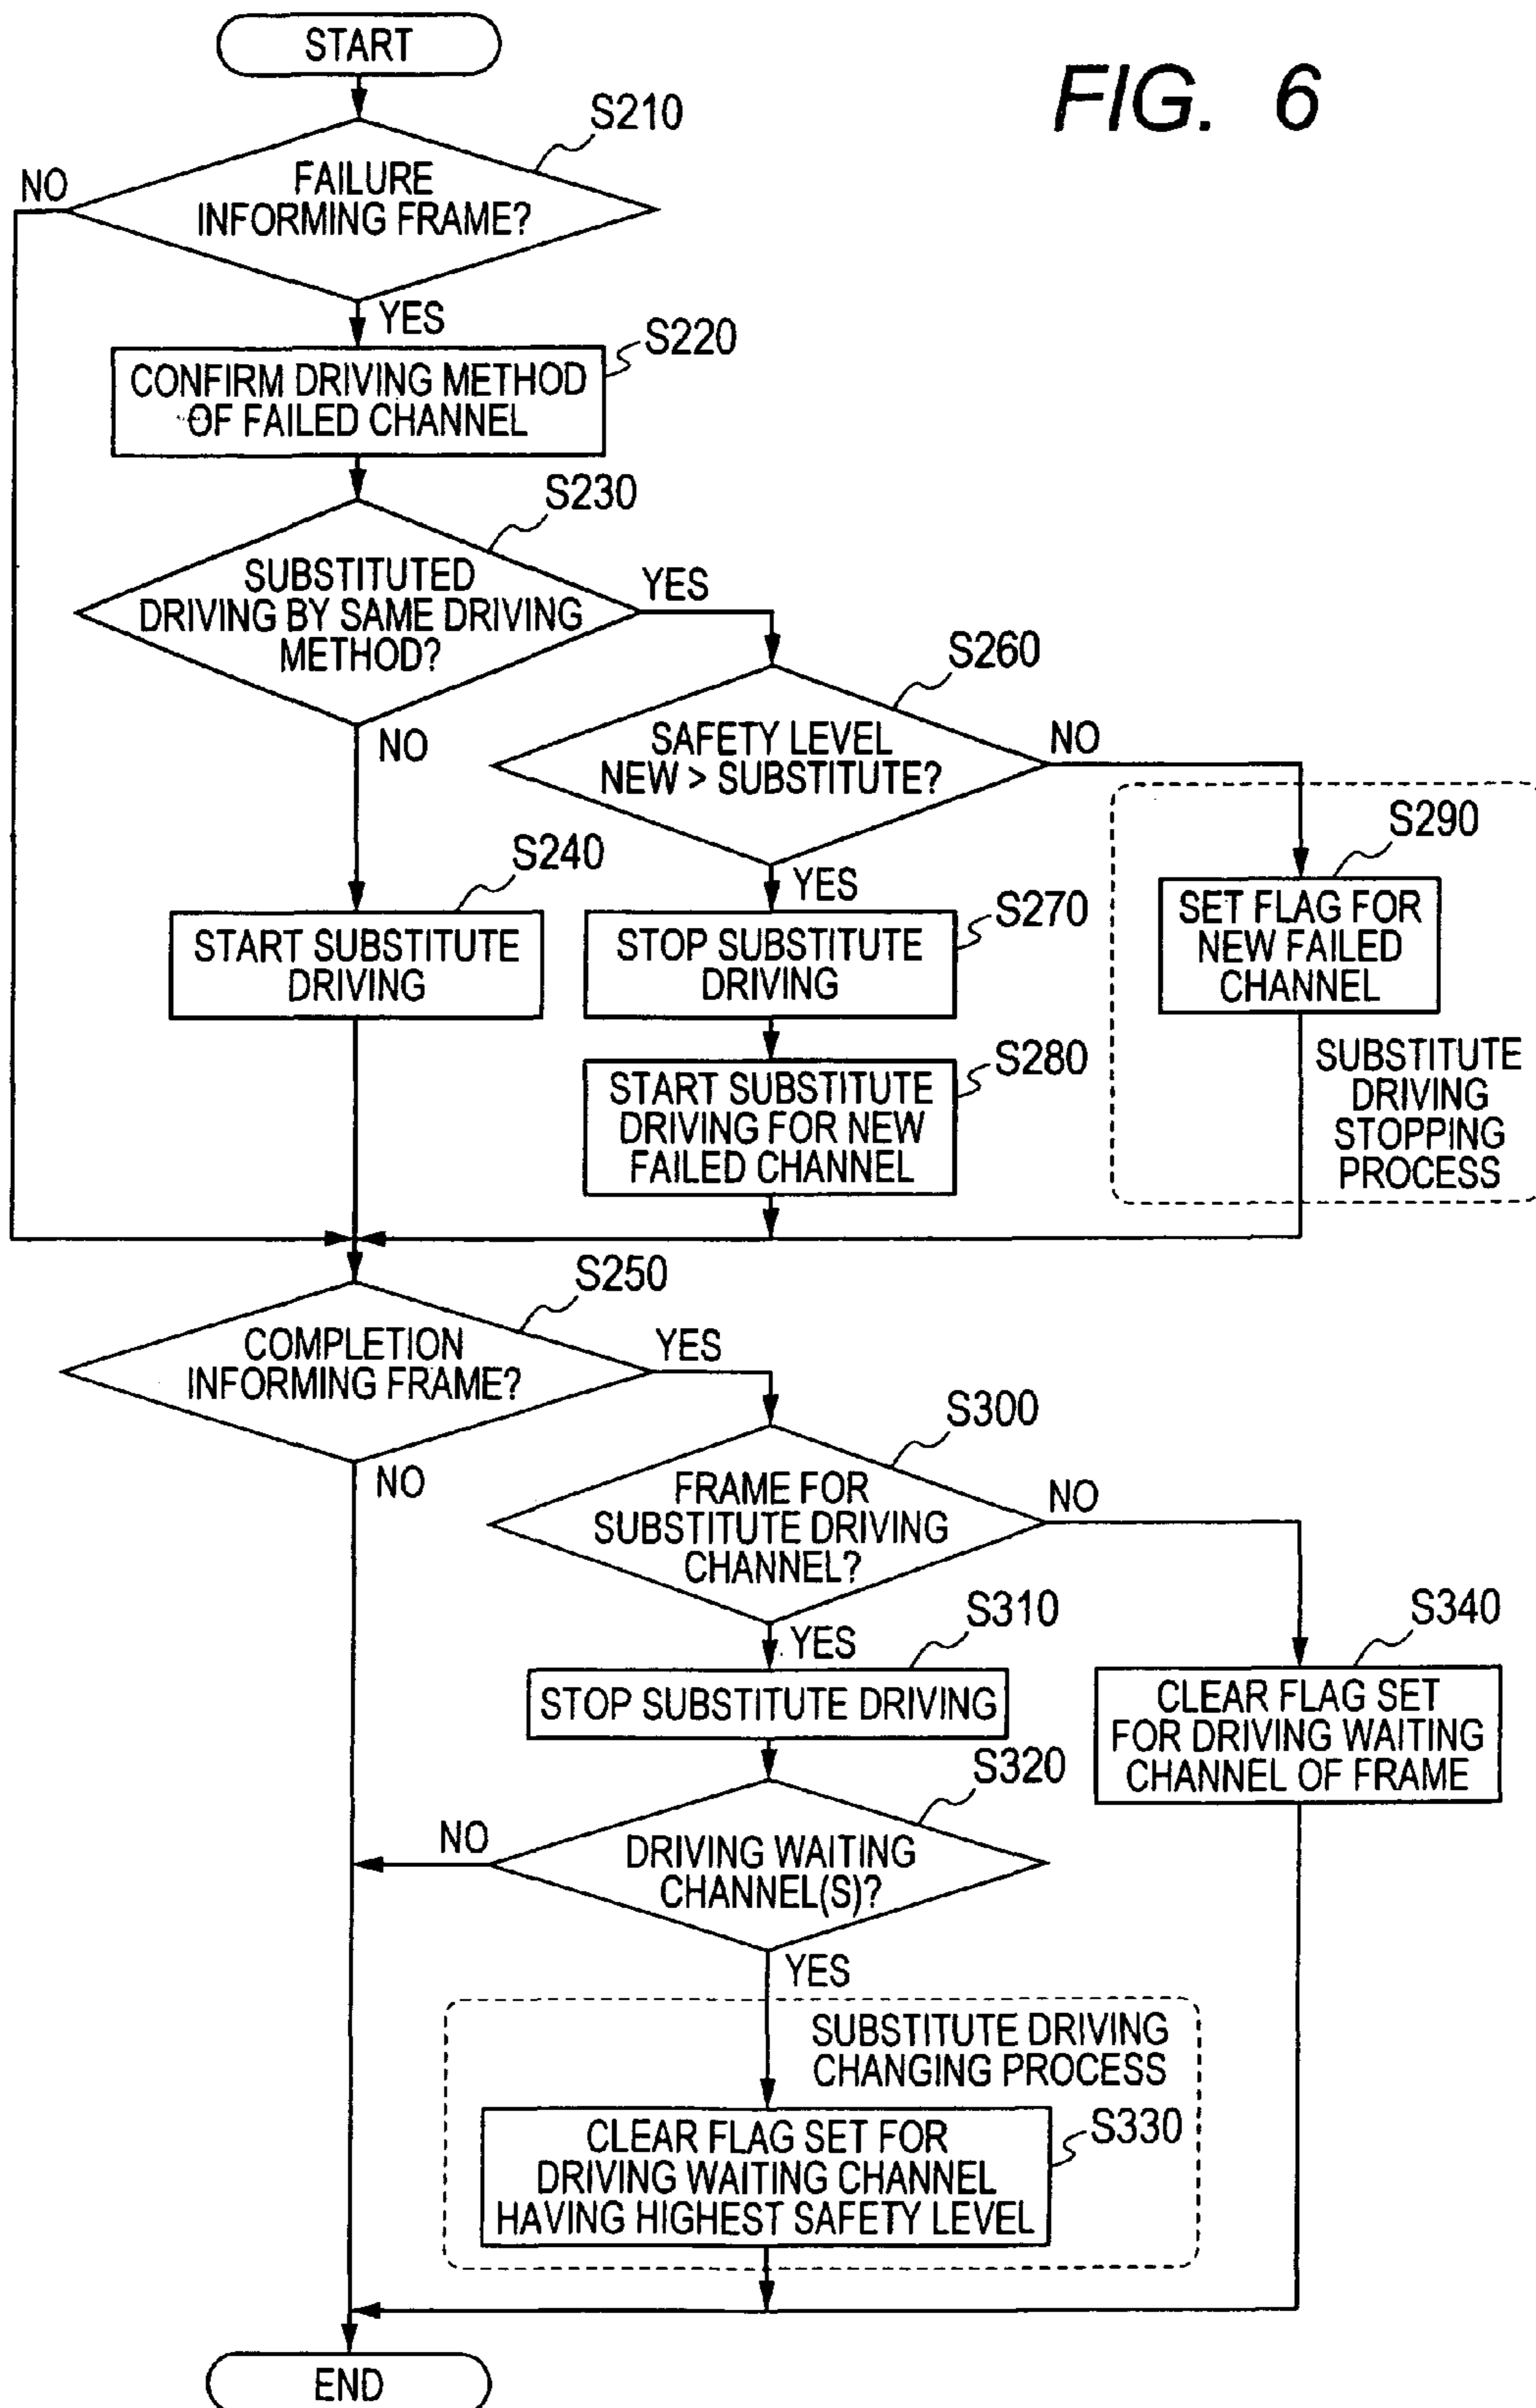 START
FIG. 6
S210
NO
FAILURE
INFORMING FRAME?
YES
S220
CONFIRM DRIVING METHOD
OF FAILED CHANNEL
S230
SUBSTITUTED
DRIVING BY SAME DRIVING
METHOD?
YES
NO
S260
SAFETY LEVEL
NEW > SUBSTITUTE?
NO
YES
S240
START SUBSTITUTE
DRIVING
S270
STOP SUBSTITUTE
DRIVING
S290
SET FLAG FOR
NEW FAILED
CHANNEL
S280
START SUBSTITUTE
DRIVING FOR NEW
FAILED CHANNEL
SUBSTITUTE
DRIVING
STOPPING
PROCESS
S250
COMPLETION
INFORMING FRAME?
YES
NO
S300
FRAME FOR
SUBSTITUTE DRIVING
CHANNEL?
NO
YES
S310
STOP SUBSTITUTE DRIVING
S340
CLEAR FLAG SET
FOR DRIVING WAITING
CHANNEL OF FRAME
S320
NO
DRIVING WAITING
CHANNEL(S)?
YES
SUBSTITUTE DRIVING
CHANGING PROCESS
S330
CLEAR FLAG SET FOR
DRIVING WAITING CHANNEL
HAVING HIGHEST SAFETY LEVEL
END